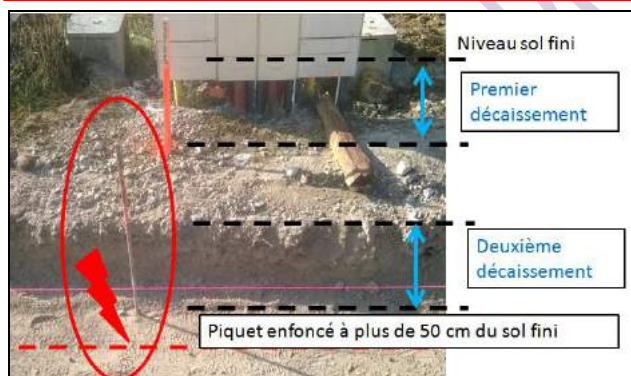 Niveau sol fini
Premier
décaissement
Deuxième
décaissement
Piquet enfoncé à plus de 50 cm du sol fini